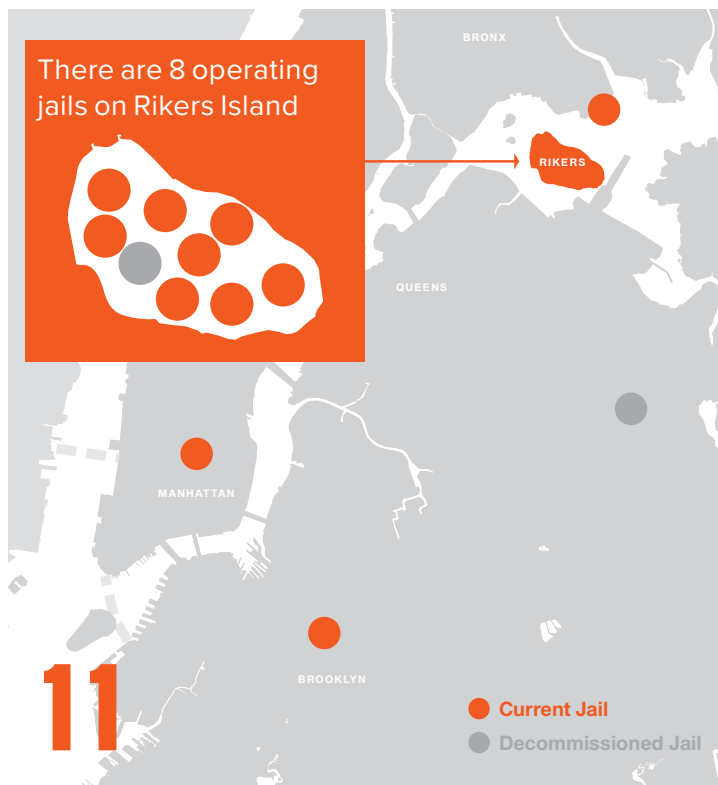 BRONX
There are 8 operating
jails on Rikers Island
RIKERS
QUEENS
MANHATTAN
BROOKLYN
11
Current Jail
Decommissioned Jail